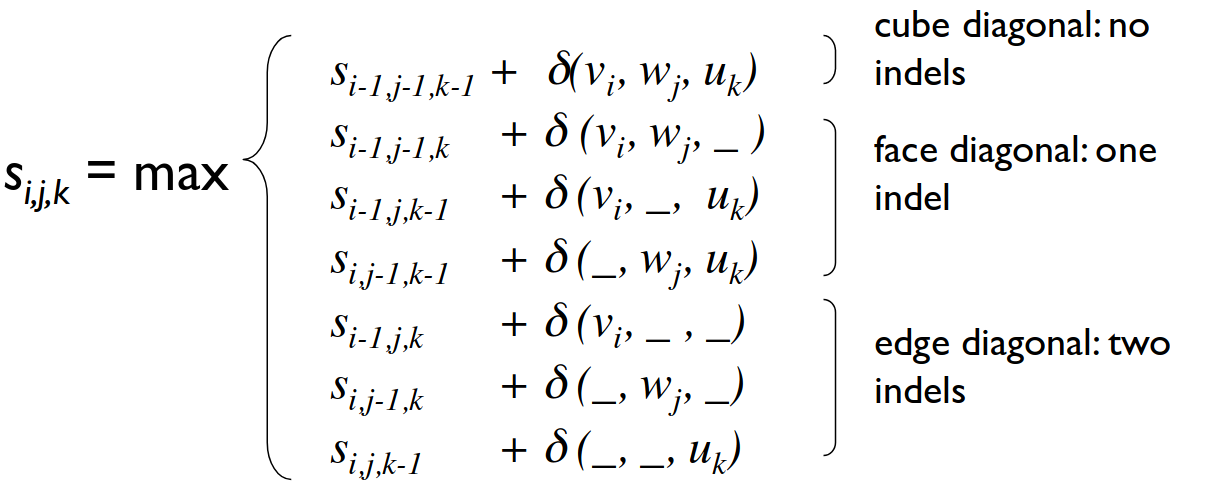 s_{i,j,k} = max
s_{i-1,j-1,k-1} + δ(v_i, w_j, u_k)
s_{i-1,j-1,k} + δ (v_i, w_j, _ )
s_{i-1,j,k-1} + δ (v_i, _, u_k)
s_{i,j-1,k-1} + δ (_, w_j, u_k)
s_{i-1,j,k} + δ (v_i, _ , _)
s_{i,j-1,k} + δ (_, w_j, _)
s_{i,j,k-1} + δ (_, _, u_k)
cube diagonal: no
indels
face diagonal: one
indel
edge diagonal: two
indels